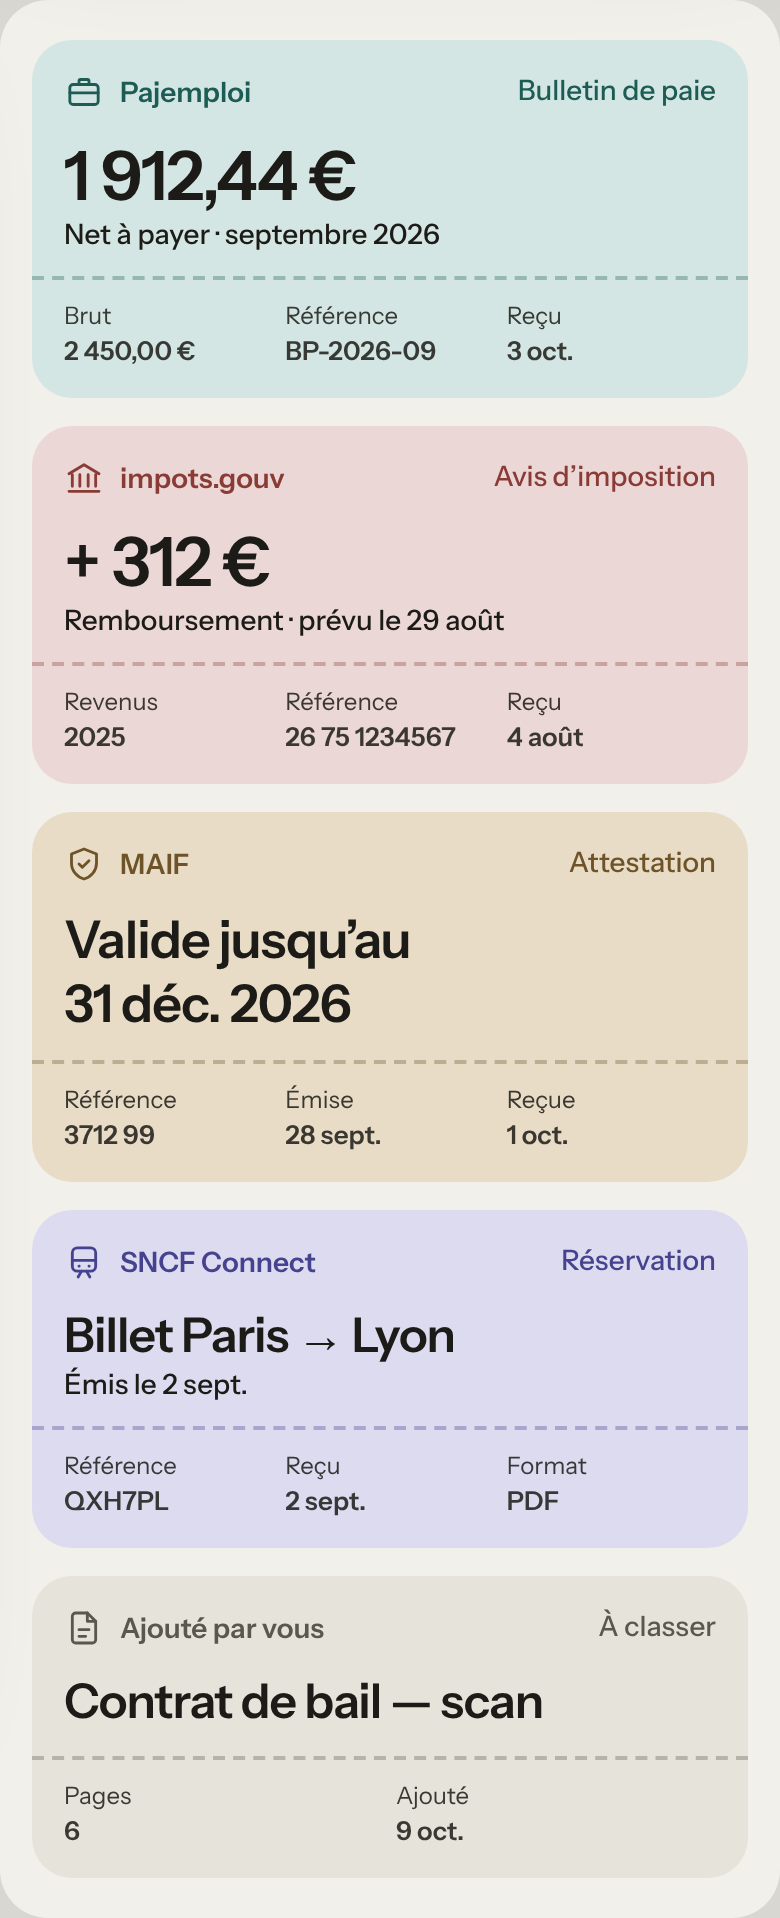 Pajemploi
Bulletin de paie
1 912,44 €
Net à payer · septembre 2026
Brut
Référence
Reçu
2 450,00 €
BP-2026-09
3 oct.
impots.gouv
Avis d’imposition
+ 312 €
Remboursement · prévu le 29 août
Revenus
Référence
Reçu
2025
26 75 1234567
4 août
MAIF
Attestation
Valide jusqu’au
31 déc. 2026
Référence
Émise
Reçue
3712 99
28 sept.
1 oct.
SNCF Connect
Réservation
Billet Paris → Lyon
Émis le 2 sept.
Référence
Reçu
Format
QXH7PL
2 sept.
PDF
Ajouté par vous
À classer
Contrat de bail — scan
Pages
Ajouté
6
9 oct.